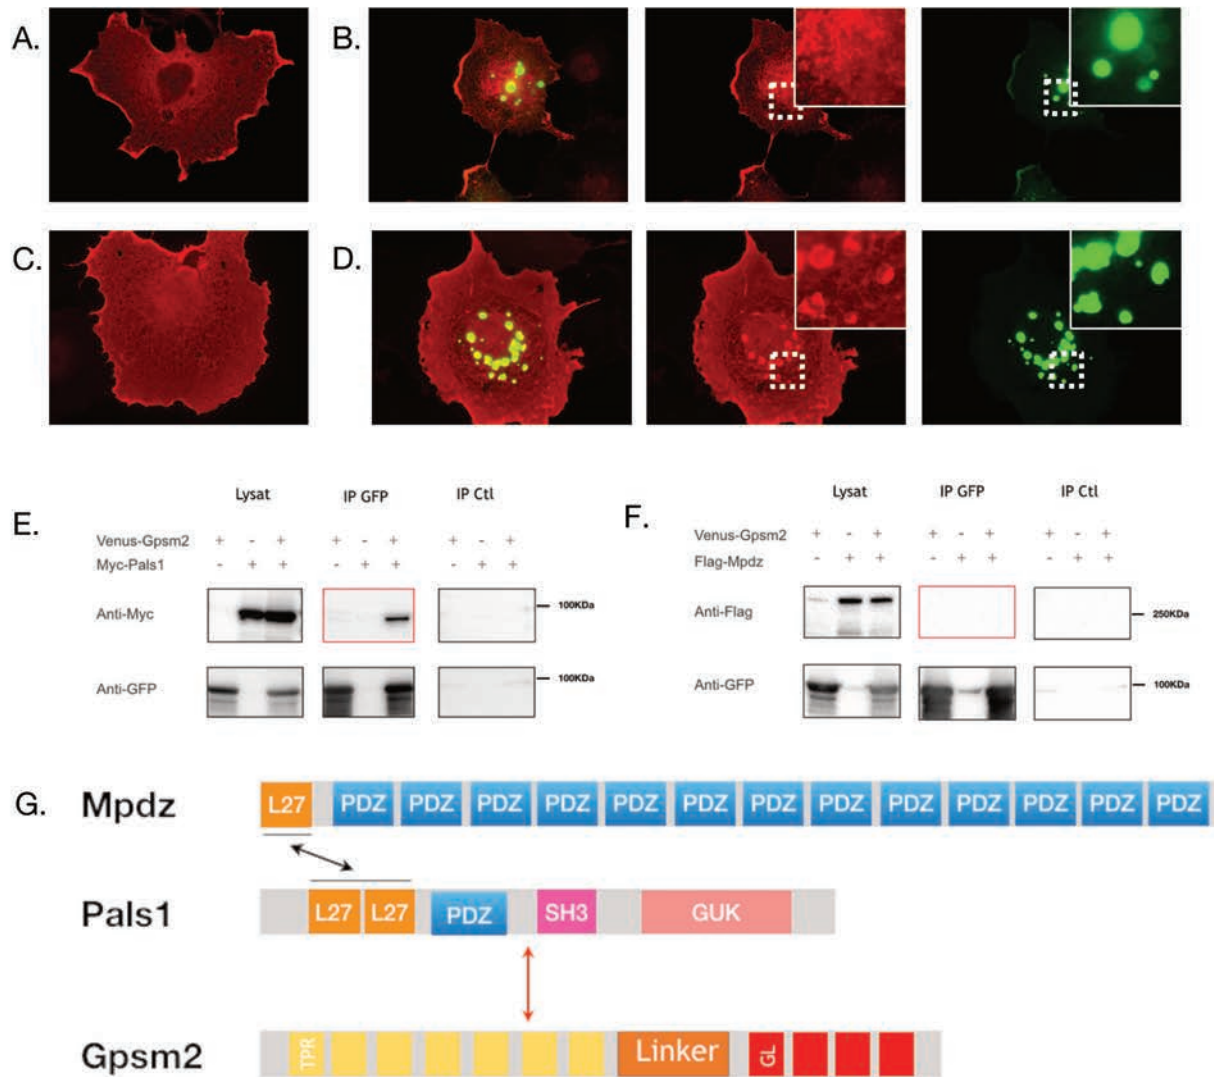 A.
B.
C.
D.
E.
Lysat
IP GFP
IP Ctl
Venus-Gpsm2
+ - +
+ - +
+ - +
Myc-Pals1
- + +
- + +
- + +
Anti-Myc
100KDa
Anti-GFP
100KDa
F.
Lysat
IP GFP
IP Ctl
Venus-Gpsm2
+ - +
+ - +
+ - +
Flag-Mpdz
- + +
- + +
- + +
Anti-Flag
250KDa
Anti-GFP
100KDa
G.
Mpdz
L27 PDZ PDZ PDZ PDZ PDZ PDZ PDZ PDZ PDZ PDZ PDZ PDZ PDZ
Pals1
L27 L27 PDZ SH3 GUK
Gpsm2
TPR Linker GL